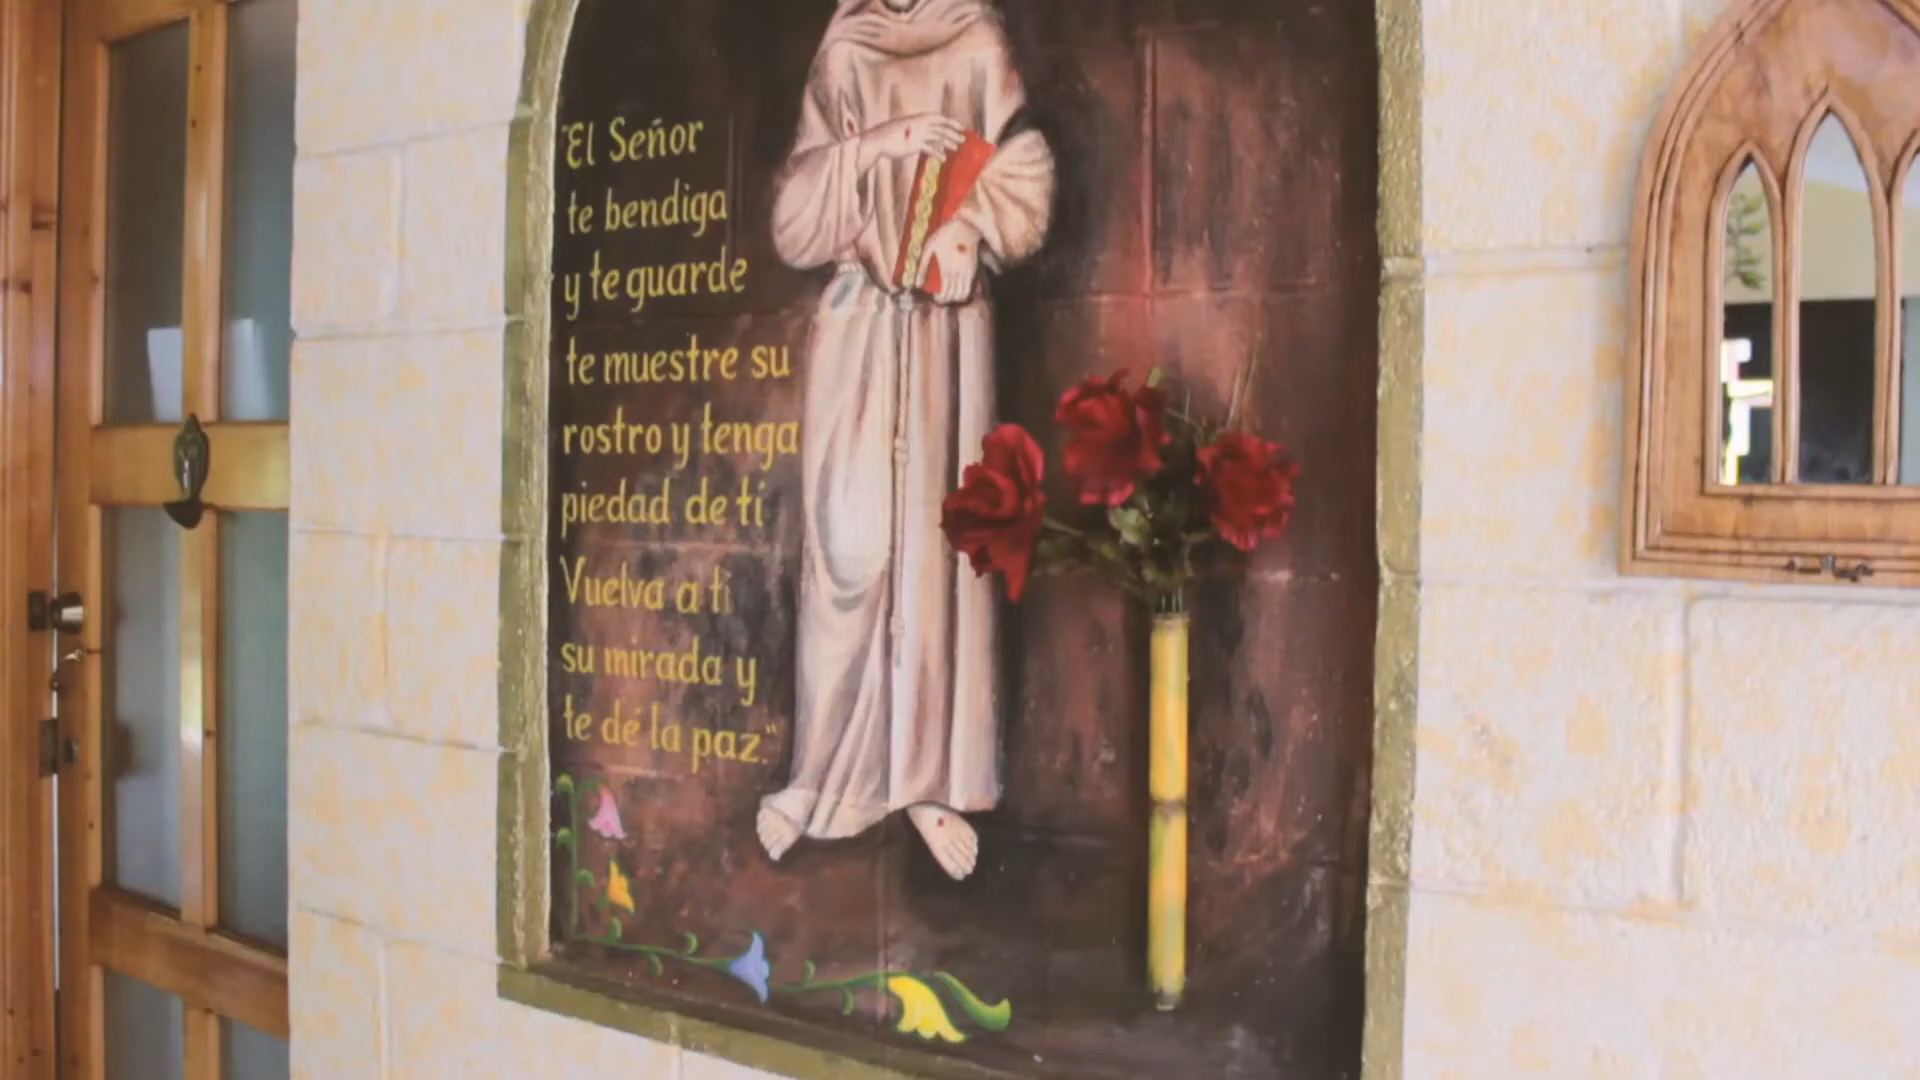 "El Señor
te bendiga
y te guarde
te muestre su
rostro y tenga
piedad de ti
Vuelva a ti
su mirada y
te dé la paz."